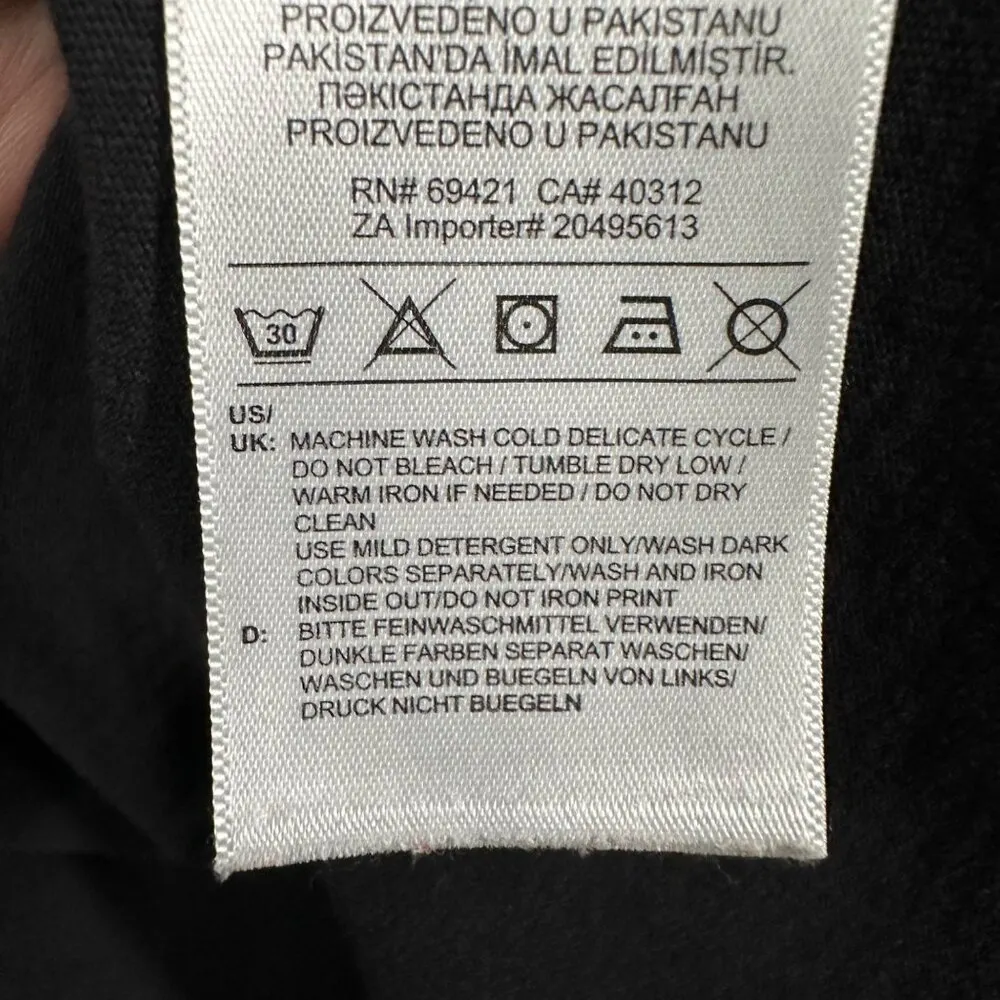 PROIZVEDENO U PAKISTANU
PAKİSTAN'DA İMAL EDİLMİŞTİR.
ПӘКІСТАНДА ЖАСАЛҒАН
PROIZVEDENO U PAKISTANU
RN# 69421 CA# 40312
ZA Importer# 20495613
30
US/
UK: MACHINE WASH COLD DELICATE CYCLE /
DO NOT BLEACH / TUMBLE DRY LOW /
WARM IRON IF NEEDED / DO NOT DRY
CLEAN
USE MILD DETERGENT ONLY/WASH DARK
COLORS SEPARATELY/WASH AND IRON
INSIDE OUT/DO NOT IRON PRINT
D: BITTE FEINWASCHMITTEL VERWENDEN/
DUNKLE FARBEN SEPARAT WASCHEN/
WASCHEN UND BUEGELN VON LINKS/
DRUCK NICHT BUEGELN